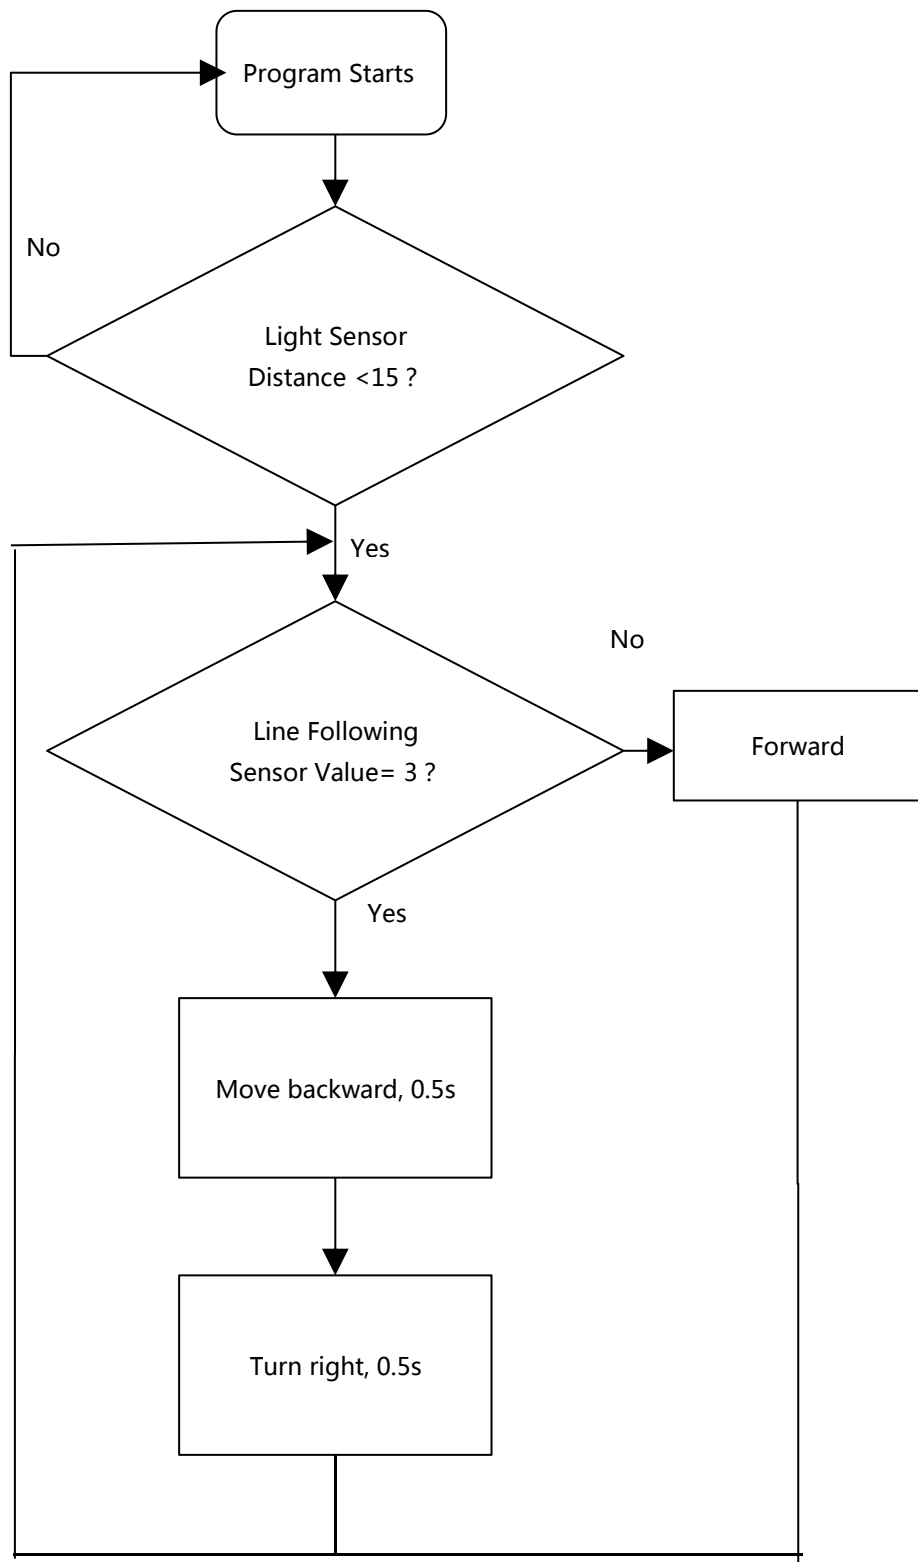 Program Starts
No
Light Sensor
Distance <15 ?
Yes
No
Line Following
Sensor Value= 3 ?
Forward
Yes
Move backward, 0.5s
Turn right, 0.5s